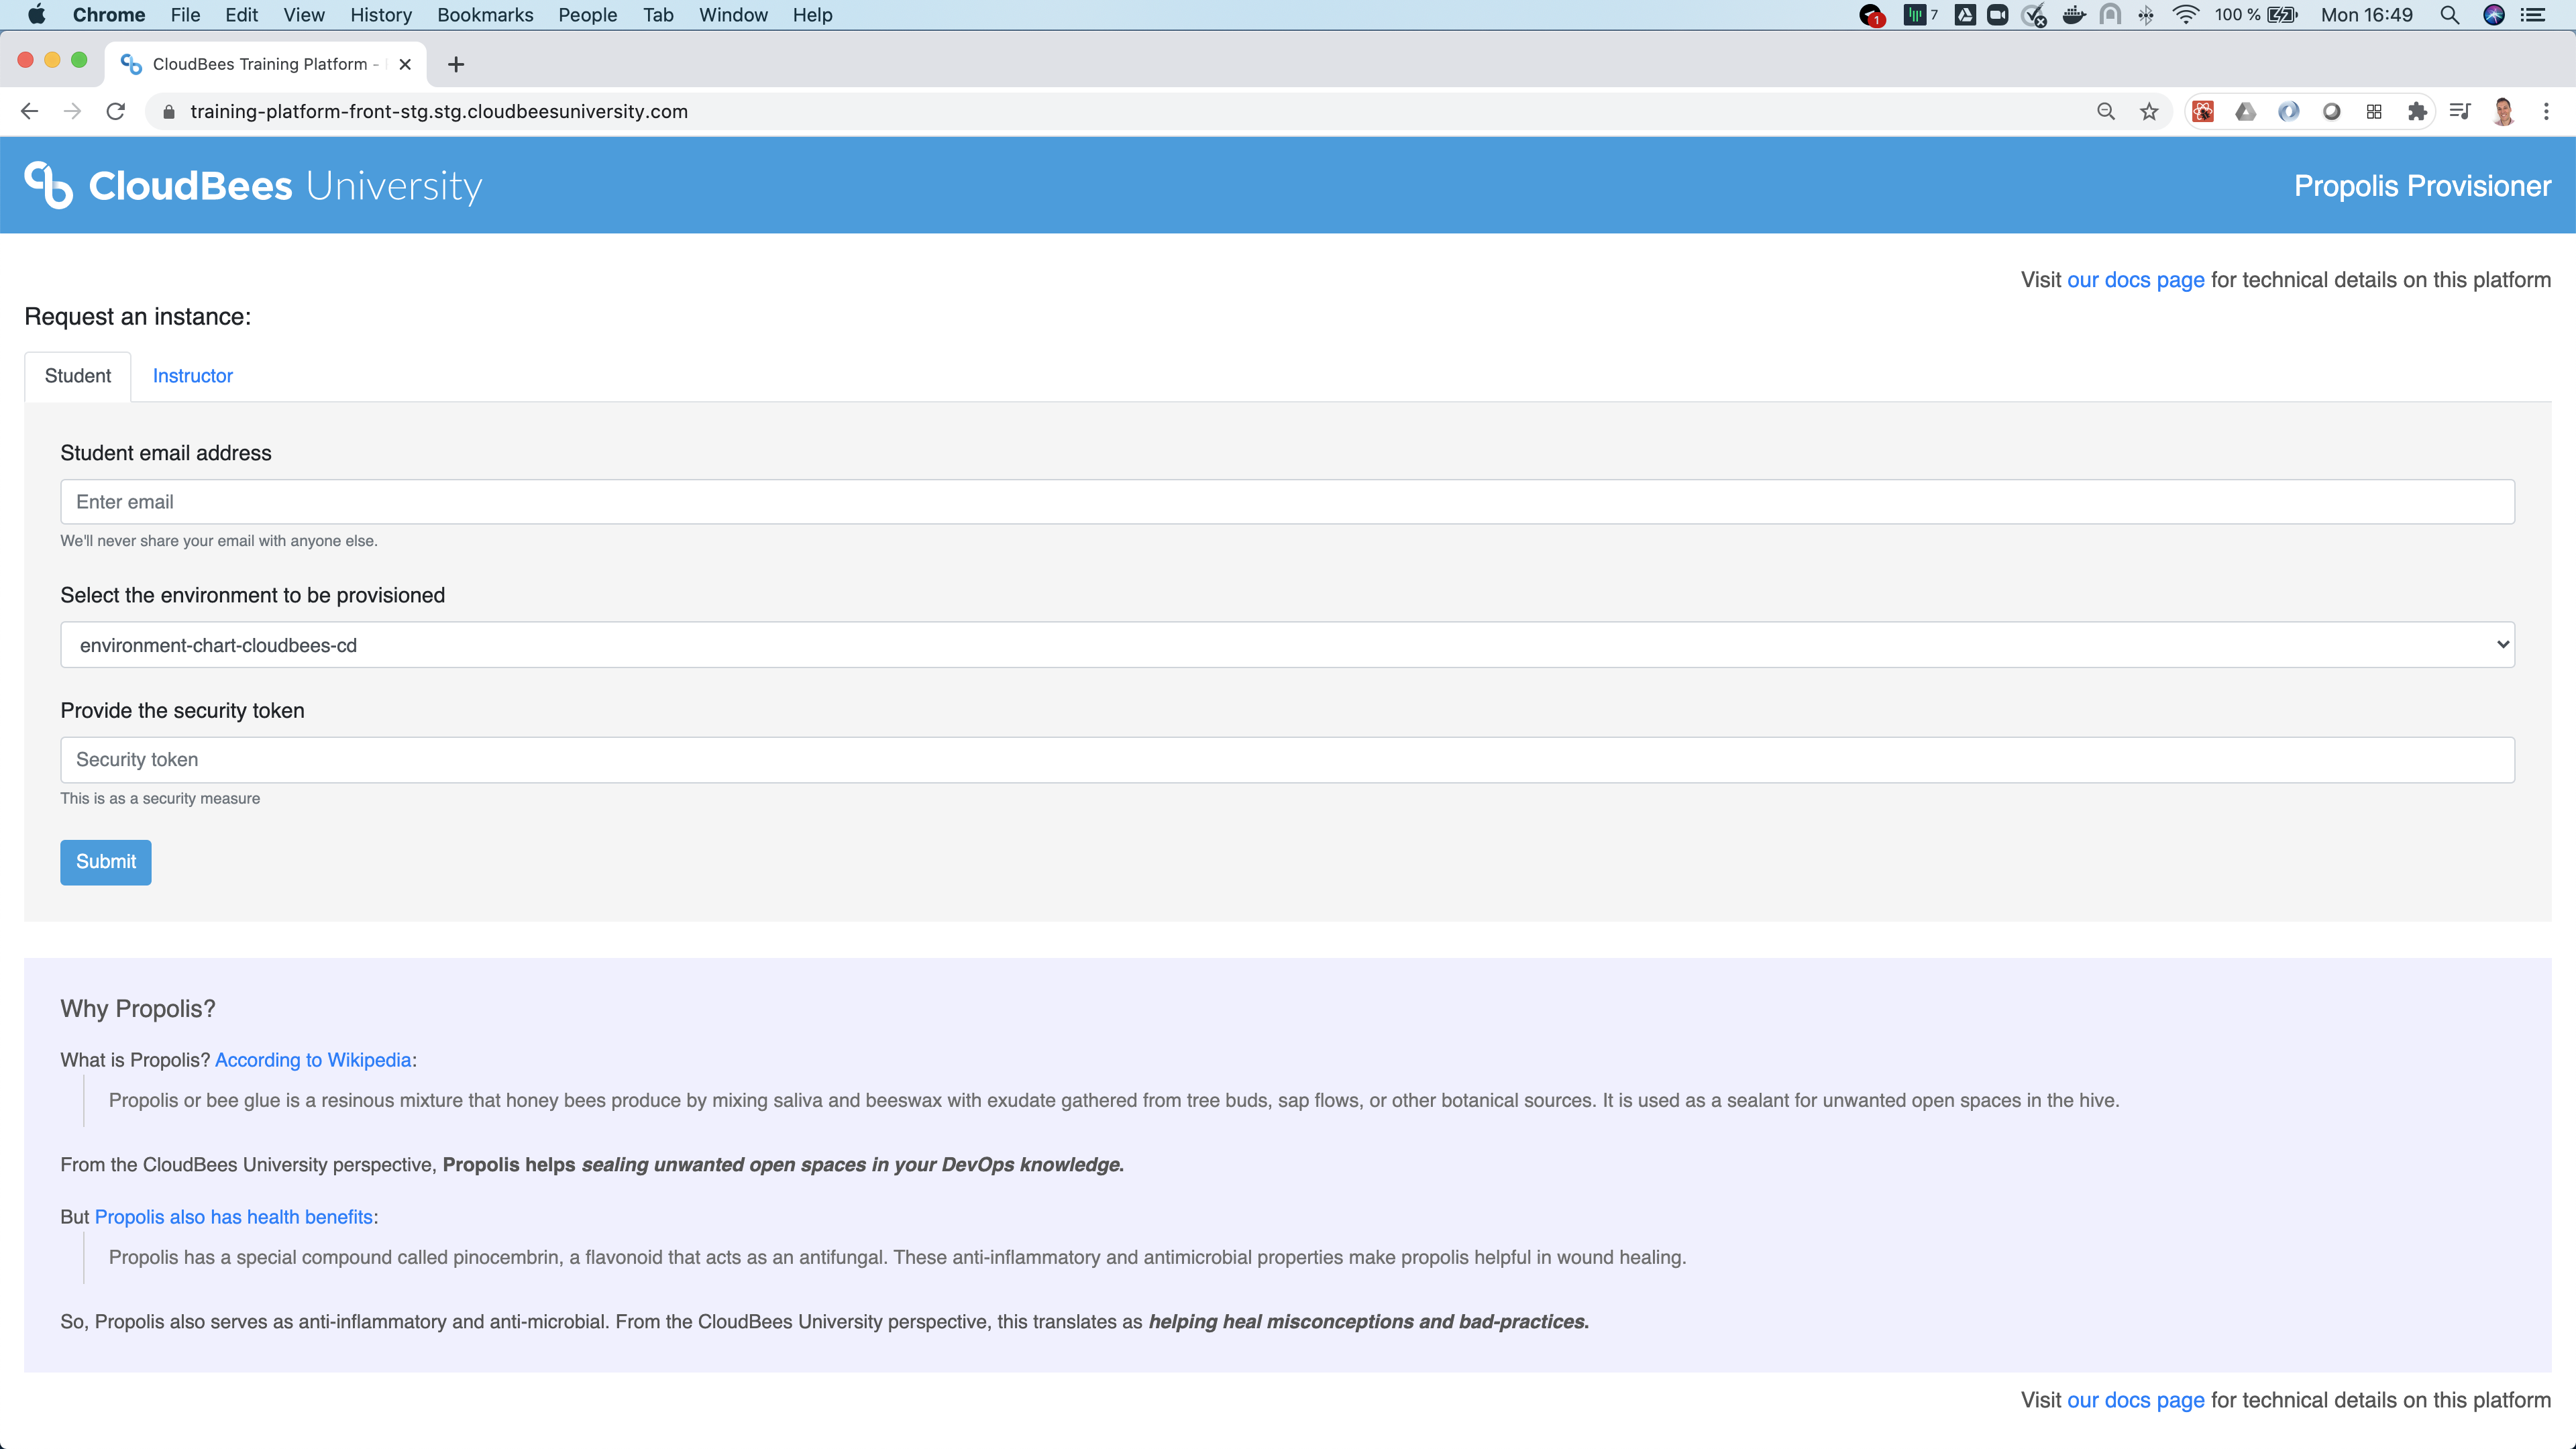 Chrome File Edit View History Bookmarks People Tab Window Help 1 7 100 % Mon 16:49
CloudBees Training Platform -
training-platform-front-stg.stg.cloudbeesuniversity.com
CloudBees University Propolis Provisioner
Visit our docs page for technical details on this platform
Request an instance:
Student Instructor
Student email address
Enter email
We'll never share your email with anyone else.
Select the environment to be provisioned
environment-chart-cloudbees-cd
Provide the security token
Security token
This is as a security measure
Submit
Why Propolis?
What is Propolis? According to Wikipedia:
Propolis or bee glue is a resinous mixture that honey bees produce by mixing saliva and beeswax with exudate gathered from tree buds, sap flows, or other botanical sources. It is used as a sealant for unwanted open spaces in the hive.
From the CloudBees University perspective, Propolis helps sealing unwanted open spaces in your DevOps knowledge.
But Propolis also has health benefits:
Propolis has a special compound called pinocembrin, a flavonoid that acts as an antifungal. These anti-inflammatory and antimicrobial properties make propolis helpful in wound healing.
So, Propolis also serves as anti-inflammatory and anti-microbial. From the CloudBees University perspective, this translates as helping heal misconceptions and bad-practices.
Visit our docs page for technical details on this platform